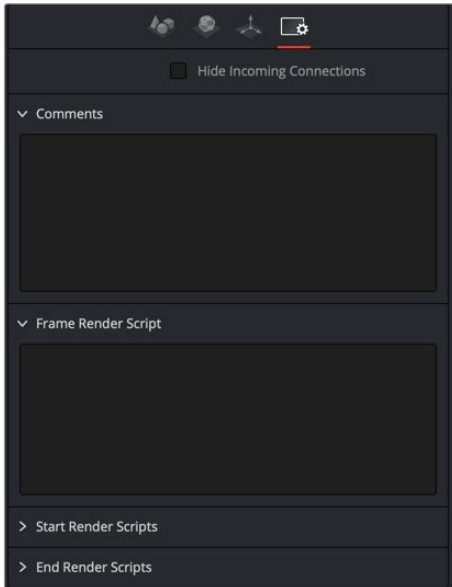 Hide Incoming Connections
Comments
Frame Render Script
Start Render Scripts
End Render Scripts